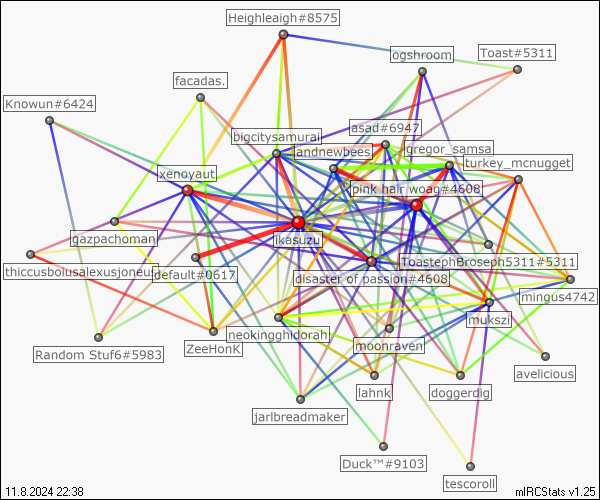 Heighleaigh#8575
ogshroom
Toast#5311
facadas.
Knowun#6424
bigcitysamurai
asad#6947
landnewbees
gregor_samsa
turkey_mcnugget
xenoyaut
pink hair woag#4608
gazpachoman
ikasuzu
ToastephBroseph5311#5311
thiccusbolusalexusjoneus
default#0617
disaster of passion#4608
mingus4742
neokingghidorah
mukszi
Random Stuf6#5983
ZeeHonK
moonraven
avelicious
lahnk
doggerdig
jarlbreadmaker
Duck™#9103
tescoroll
11.8.2024 22:38
mIRCStats v1.25